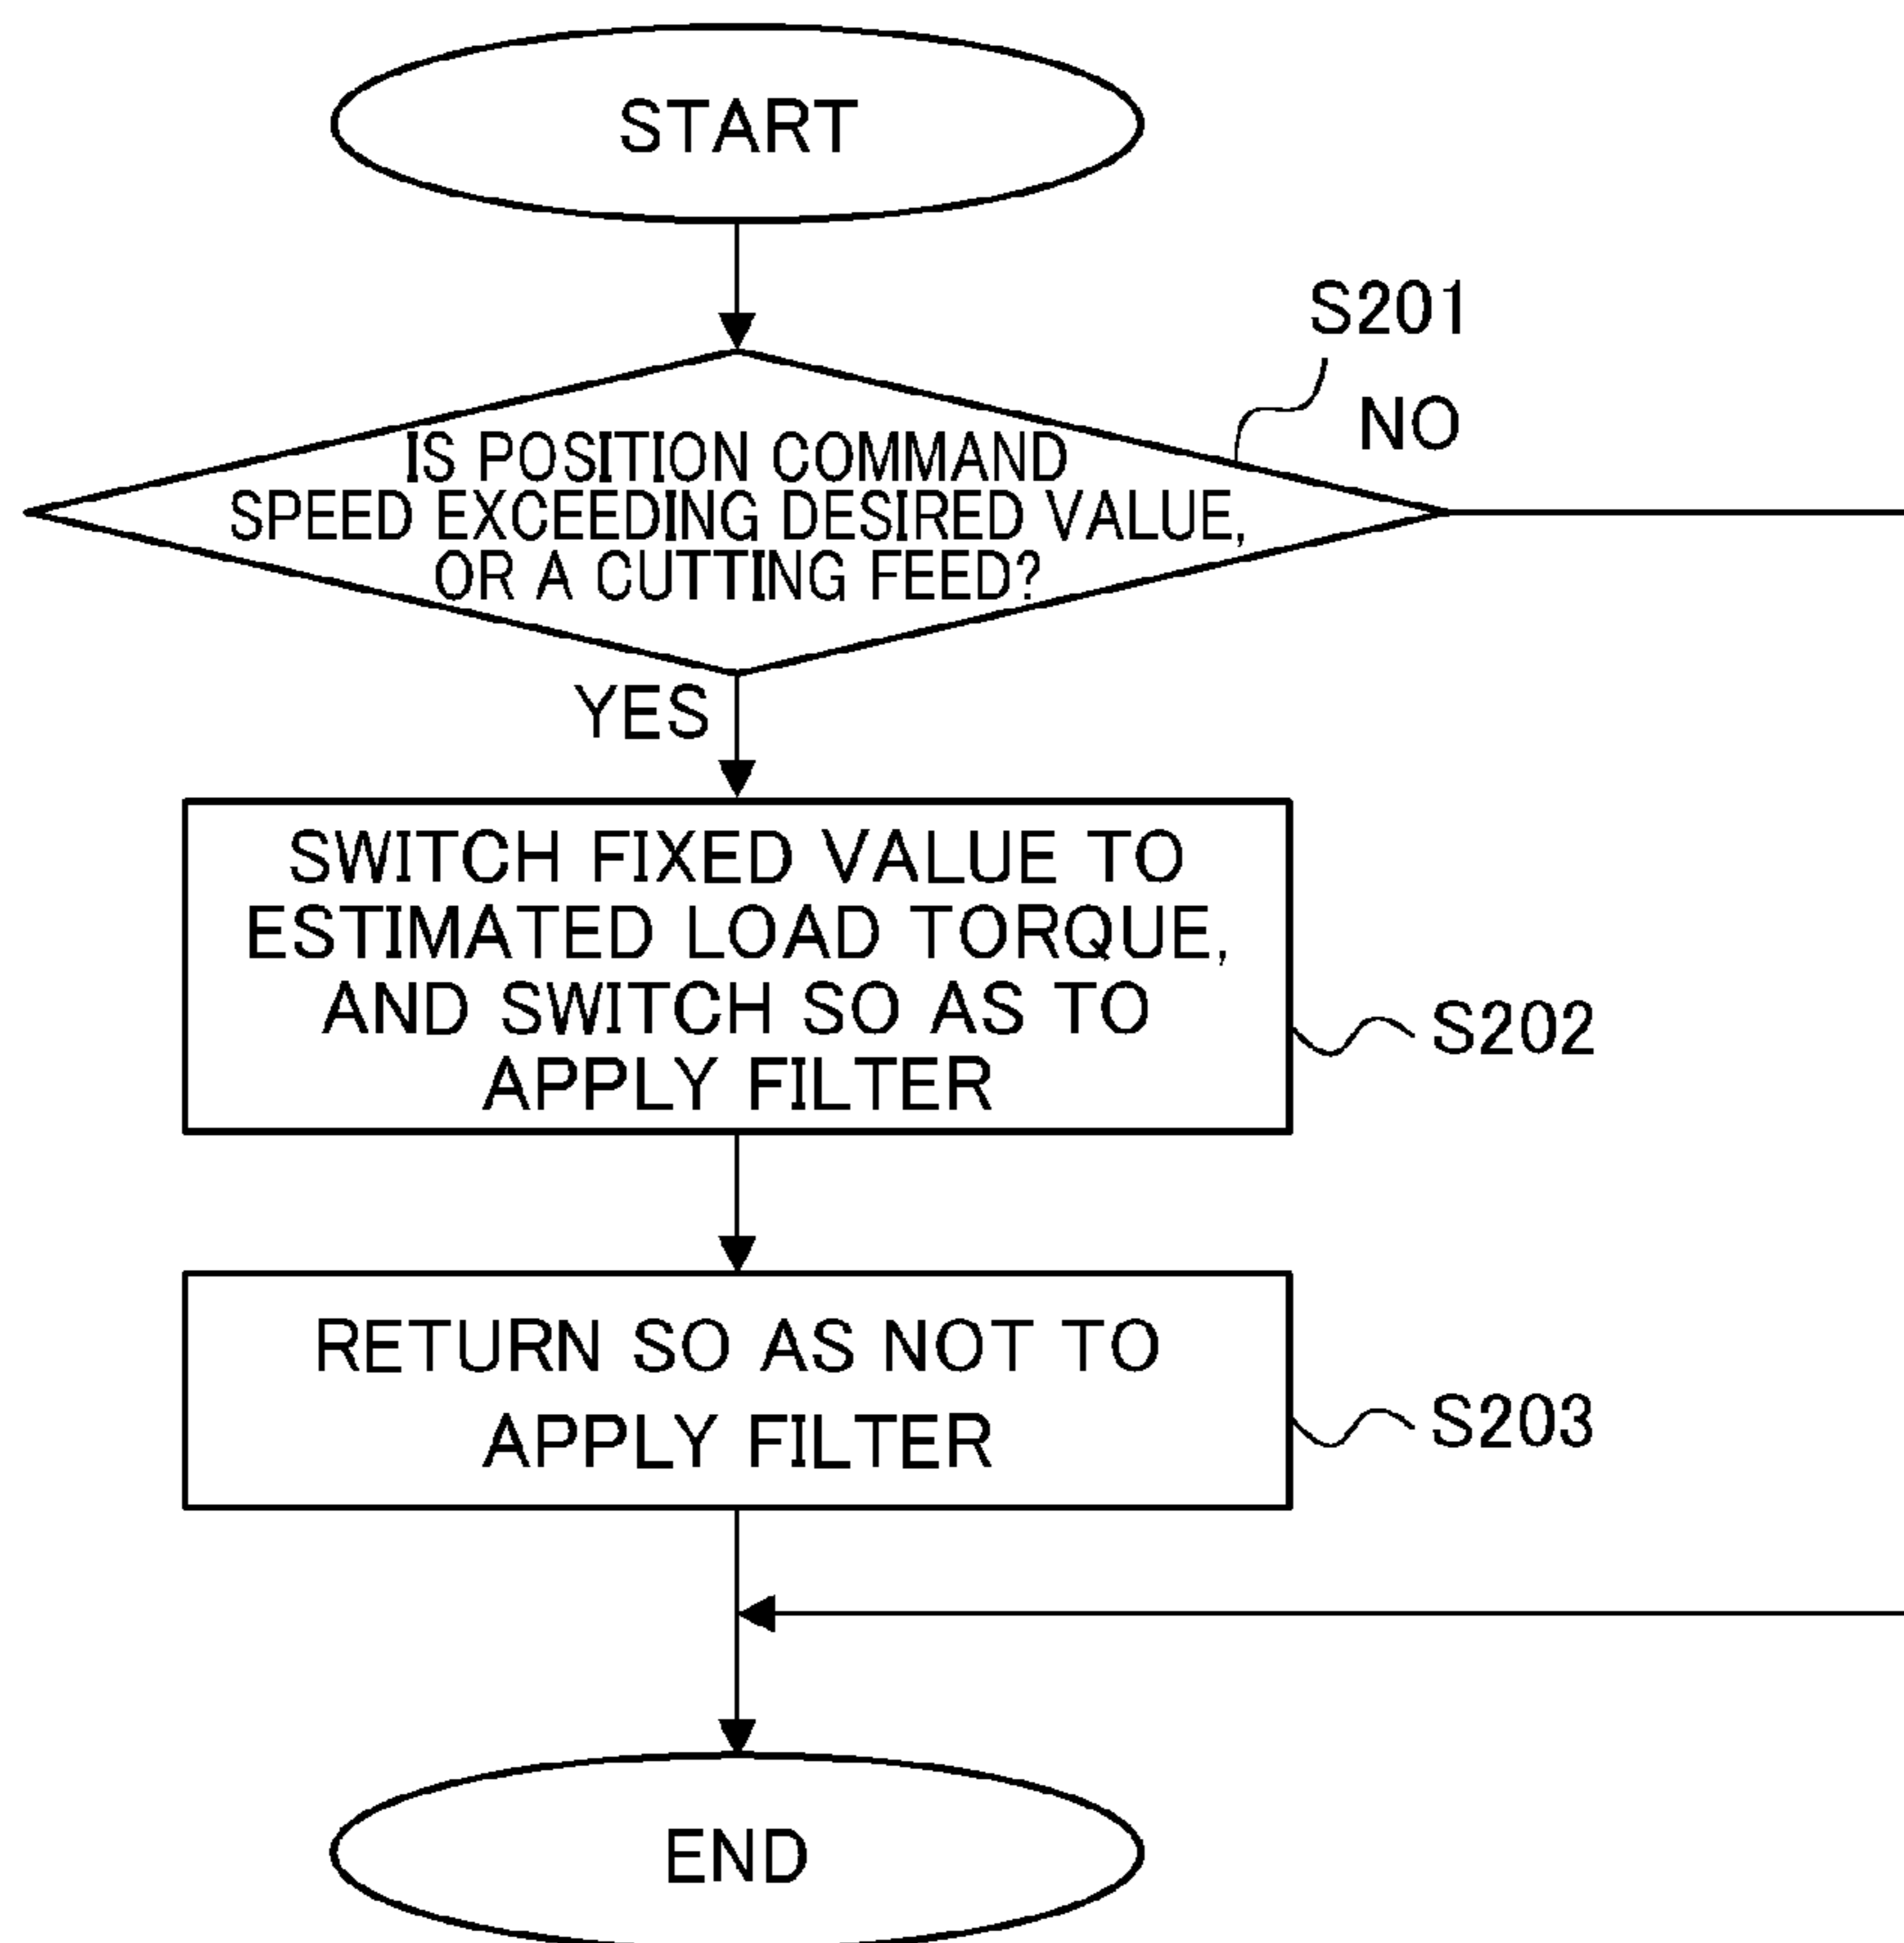 START
S201
NO
IS POSITION COMMAND
SPEED EXCEEDING DESIRED VALUE,
OR A CUTTING FEED?
YES
SWITCH FIXED VALUE TO
ESTIMATED LOAD TORQUE,
AND SWITCH SO AS TO
APPLY FILTER
S202
RETURN SO AS NOT TO
APPLY FILTER
S203
END